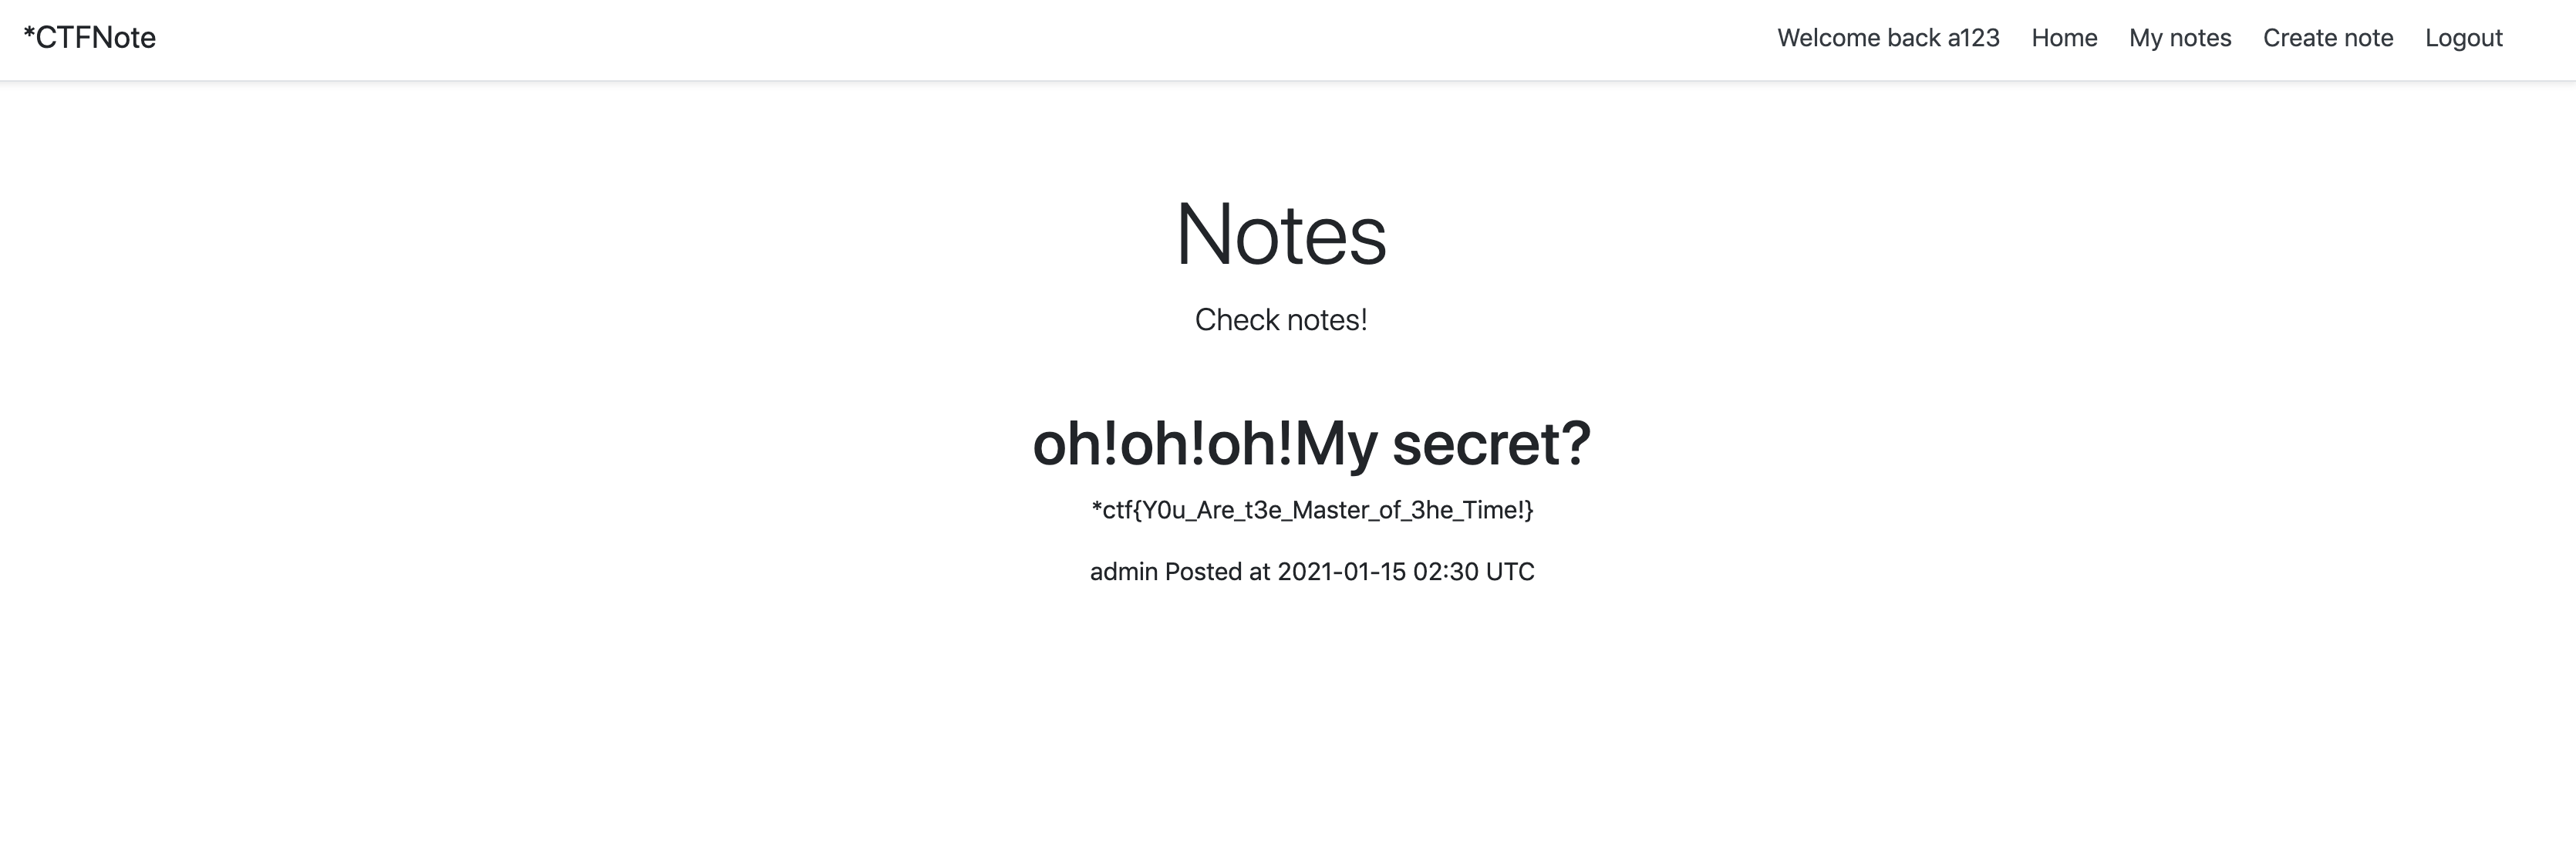 *CTFNote
Welcome back a123 Home My notes Create note Logout
Notes
Check notes!
oh!oh!oh!My secret?
*ctf{Y0u_Are_t3e_Master_of_3he_Time!}
admin Posted at 2021-01-15 02:30 UTC